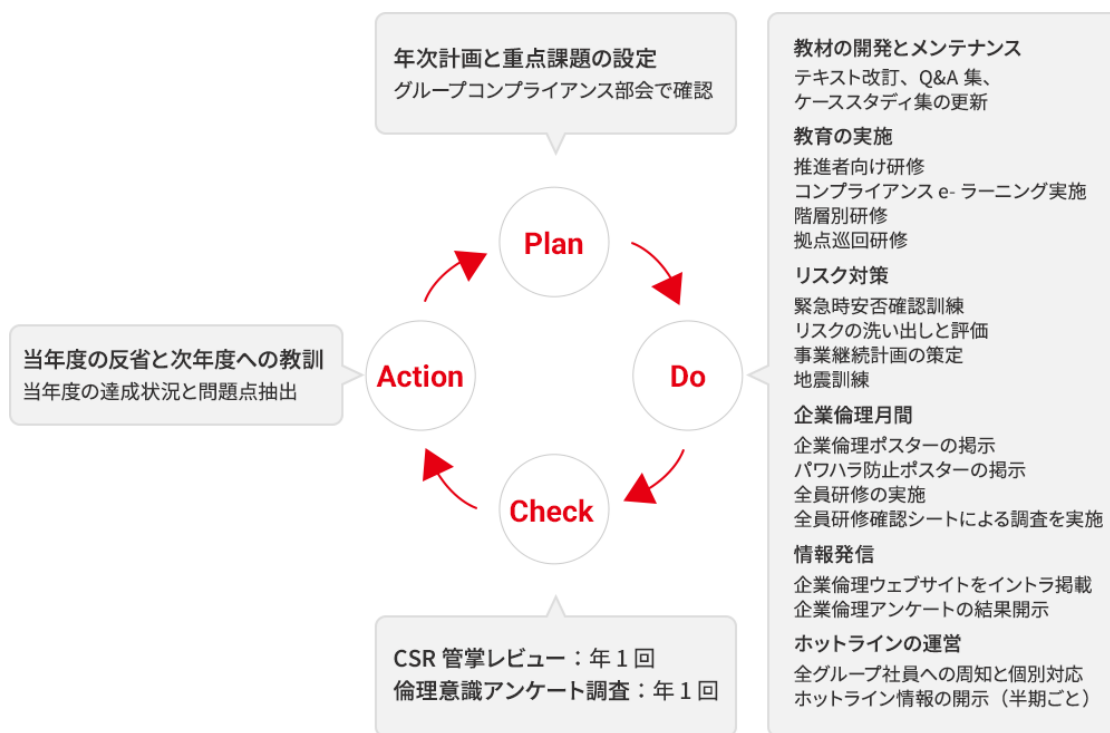 年次計画と重点課題の設定
グループコンプライアンス部会で確認
Plan
Do
Check
Action
教材の開発とメンテナンス
テキスト改訂、Q&A 集、
ケーススタディ集の更新
教育の実施
推進者向け研修
コンプライアンス e- ラーニング実施
階層別研修
拠点巡回研修
リスク対策
緊急時安否確認訓練
リスクの洗い出しと評価
事業継続計画の策定
地震訓練
企業倫理月間
企業倫理ポスターの掲示
パワハラ防止ポスターの掲示
全員研修の実施
全員研修確認シートによる調査を実施
情報発信
企業倫理ウェブサイトをイントラ掲載
企業倫理アンケートの結果開示
ホットラインの運営
全グループ社員への周知と個別対応
ホットライン情報の開示（半期ごと）
CSR 管掌レビュー：年 1 回
倫理意識アンケート調査：年 1 回
当年度の反省と次年度への教訓
当年度の達成状況と問題点抽出